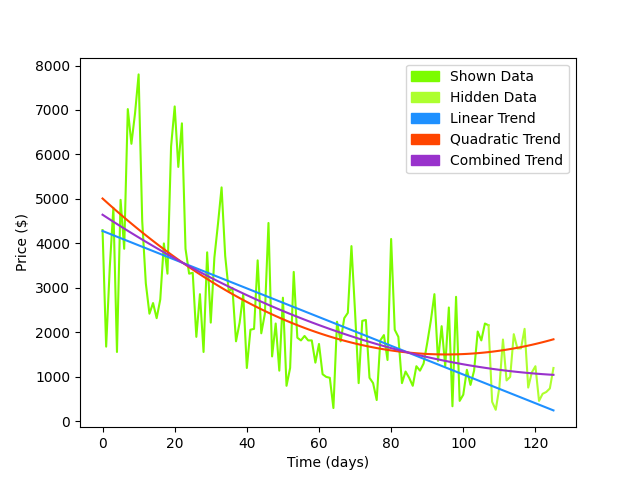 8000
7000
6000
5000
4000
3000
2000
1000
0
Price ($)
Shown Data
Hidden Data
Linear Trend
Quadratic Trend
Combined Trend
0 20 40 60 80 100 120
Time (days)